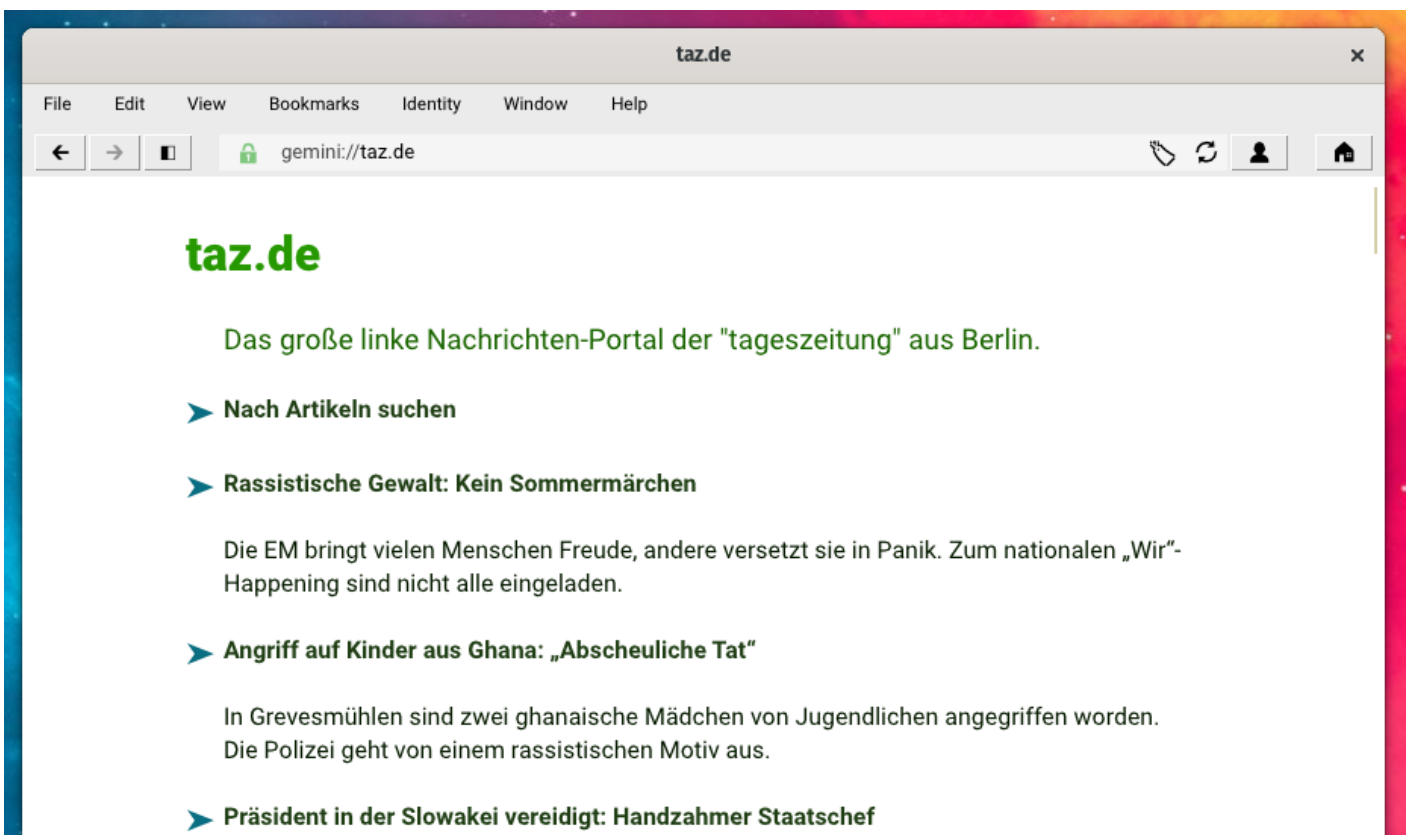 taz.de
File Edit View Bookmarks Identity Window Help
gemini://taz.de
taz.de
Das große linke Nachrichten-Portal der "tageszeitung" aus Berlin.
Nach Artikeln suchen
Rassistische Gewalt: Kein Sommermärchen
Die EM bringt vielen Menschen Freude, andere versetzt sie in Panik. Zum nationalen „Wir“-
Happening sind nicht alle eingeladen.
Angriff auf Kinder aus Ghana: „Abscheuliche Tat“
In Grevesmühlen sind zwei ghanaische Mädchen von Jugendlichen angegriffen worden.
Die Polizei geht von einem rassistischen Motiv aus.
Präsident in der Slowakei vereidigt: Handzahmer Staatschef